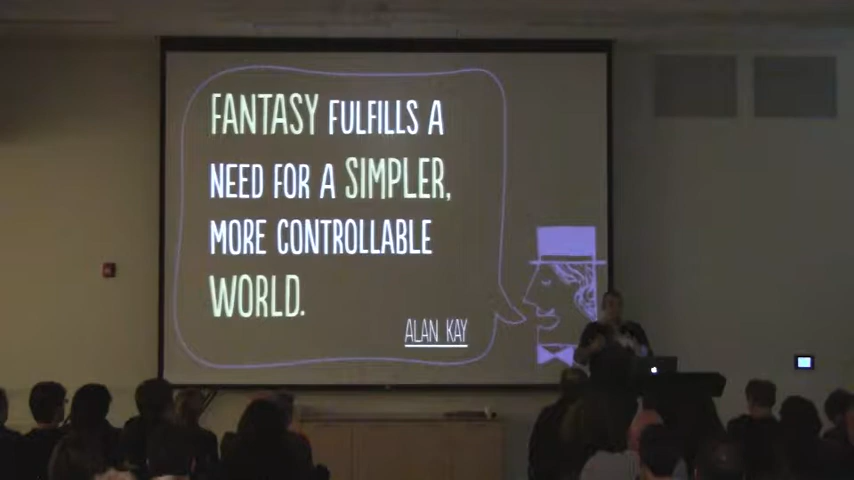 FANTASY FULFILLS A
NEED FOR A SIMPLER,
MORE CONTROLLABLE
WORLD.
ALAN KAY